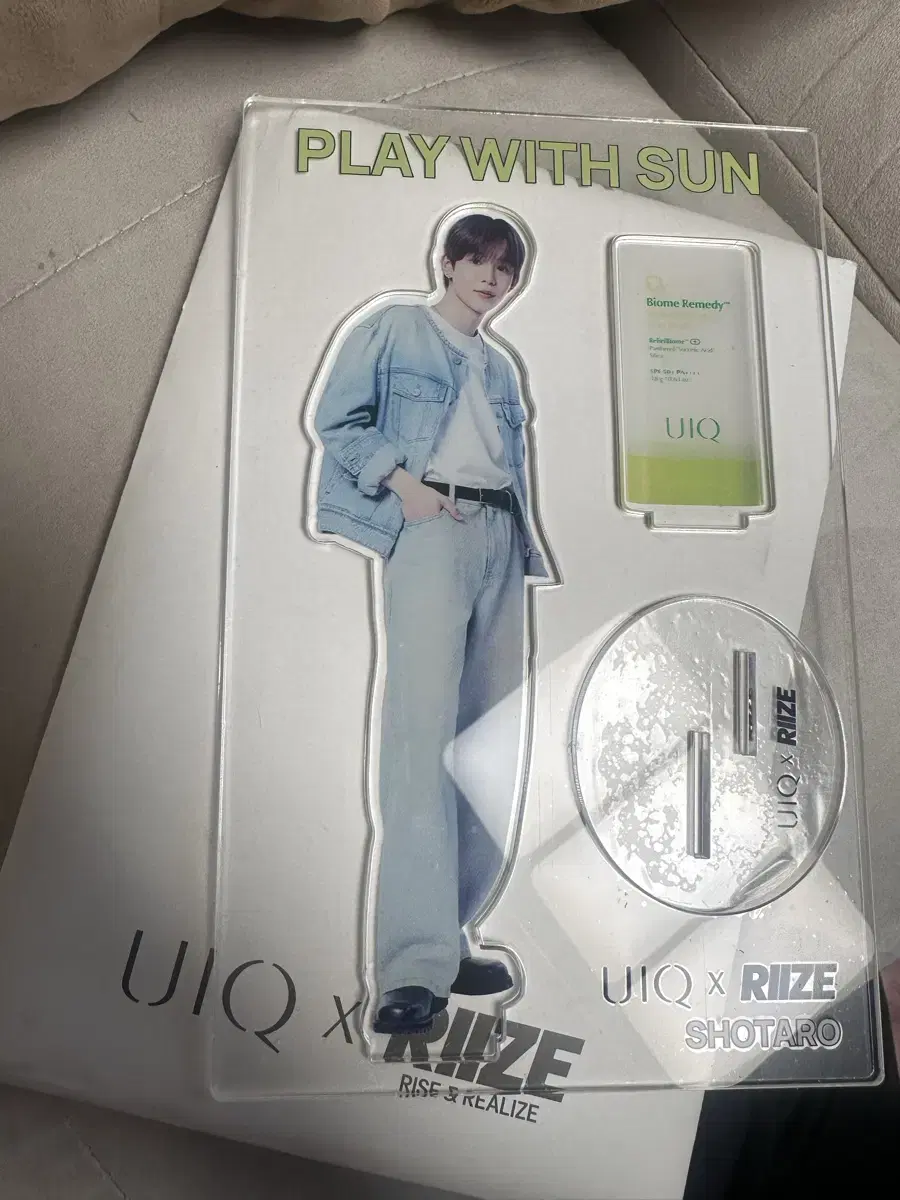 PLAY WITH SUN
Biome Remedy™
UIQ
UIQ x RIIZE
UIQ x RIIZE
SHOTARO
UIQ x RIIZE
RISE & REALIZE